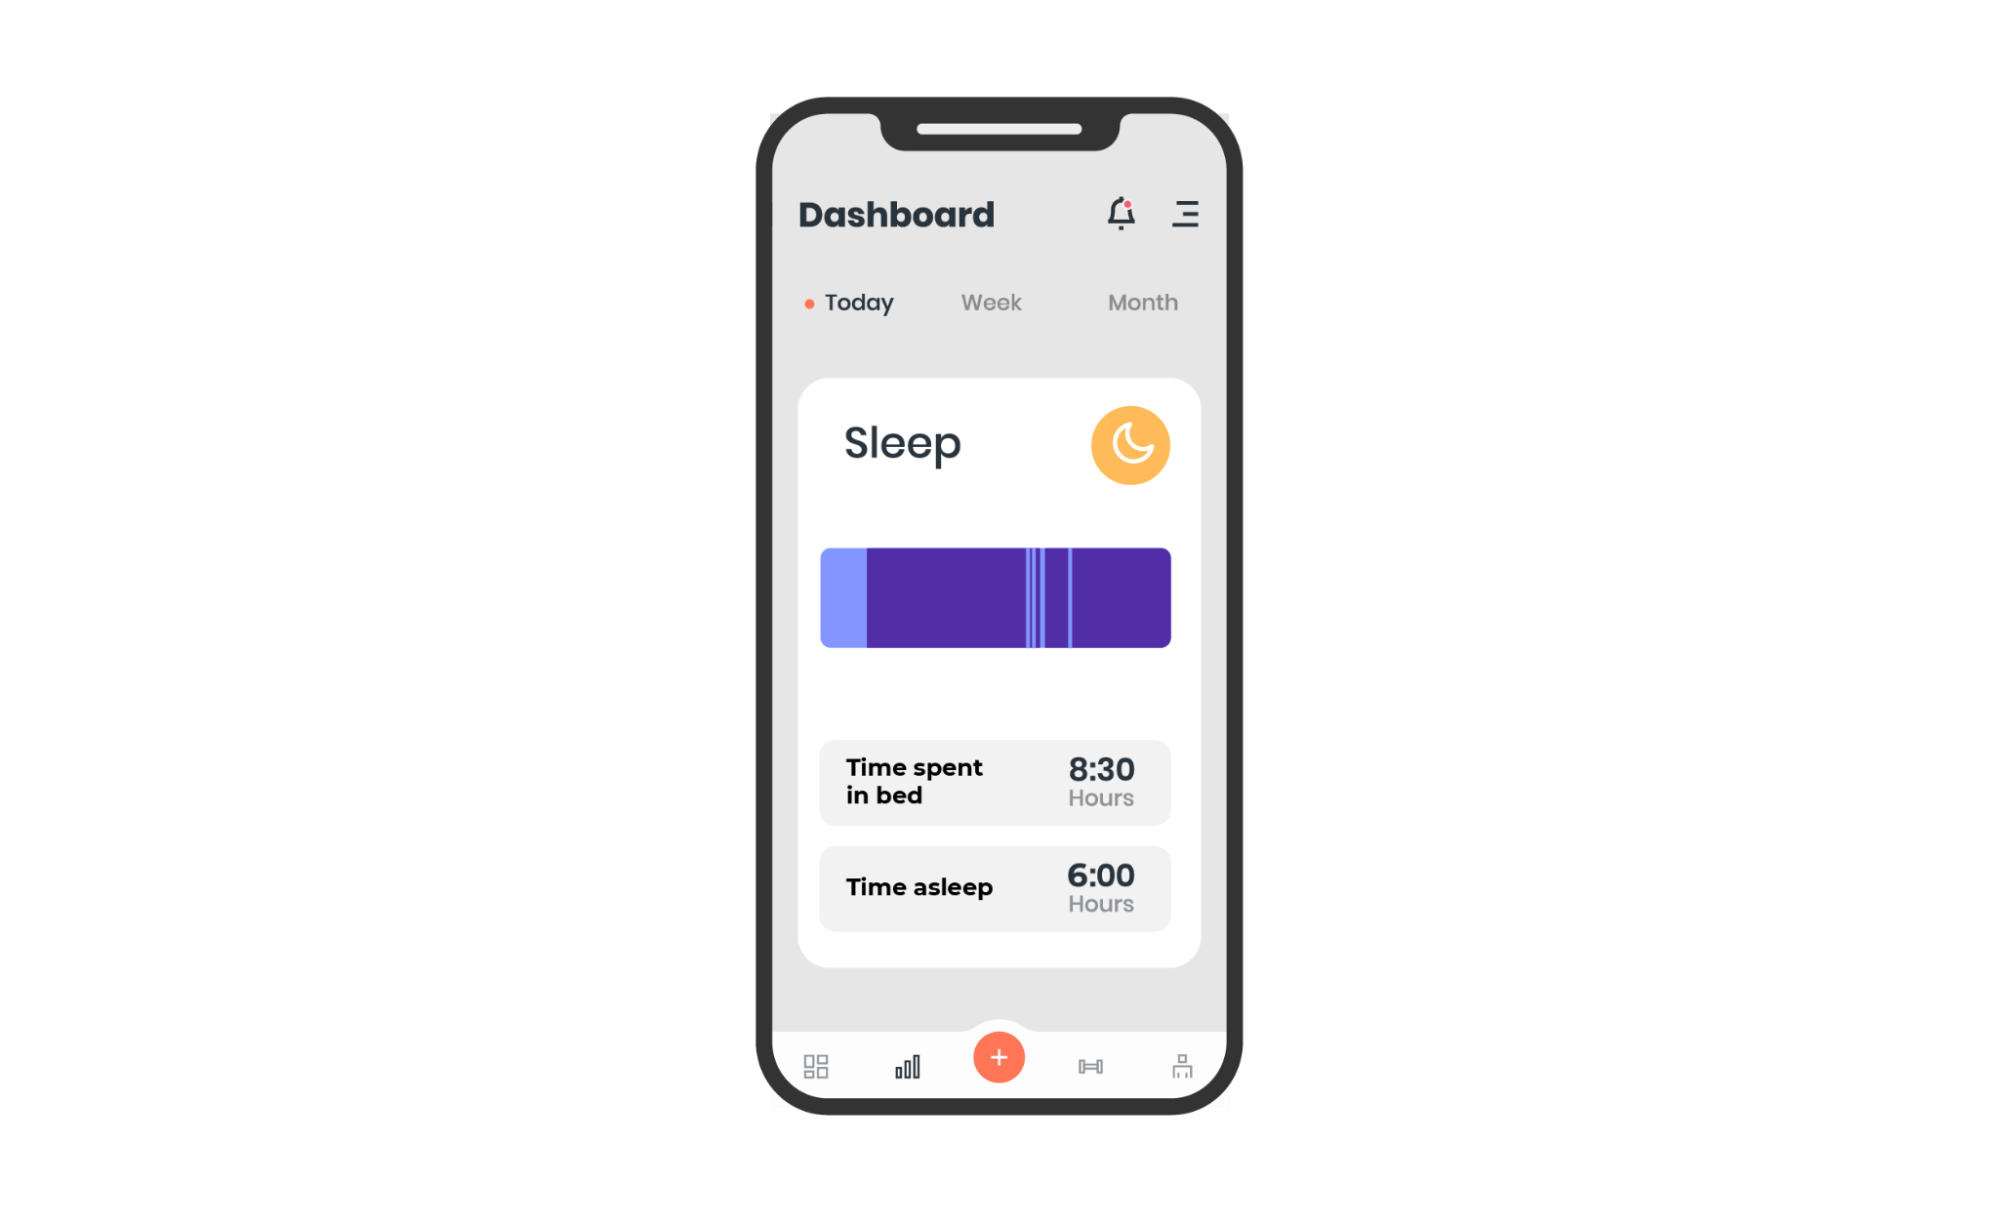 Dashboard
Today Week Month
Sleep
Time spent
in bed
8:30
Hours
Time asleep
6:00
Hours